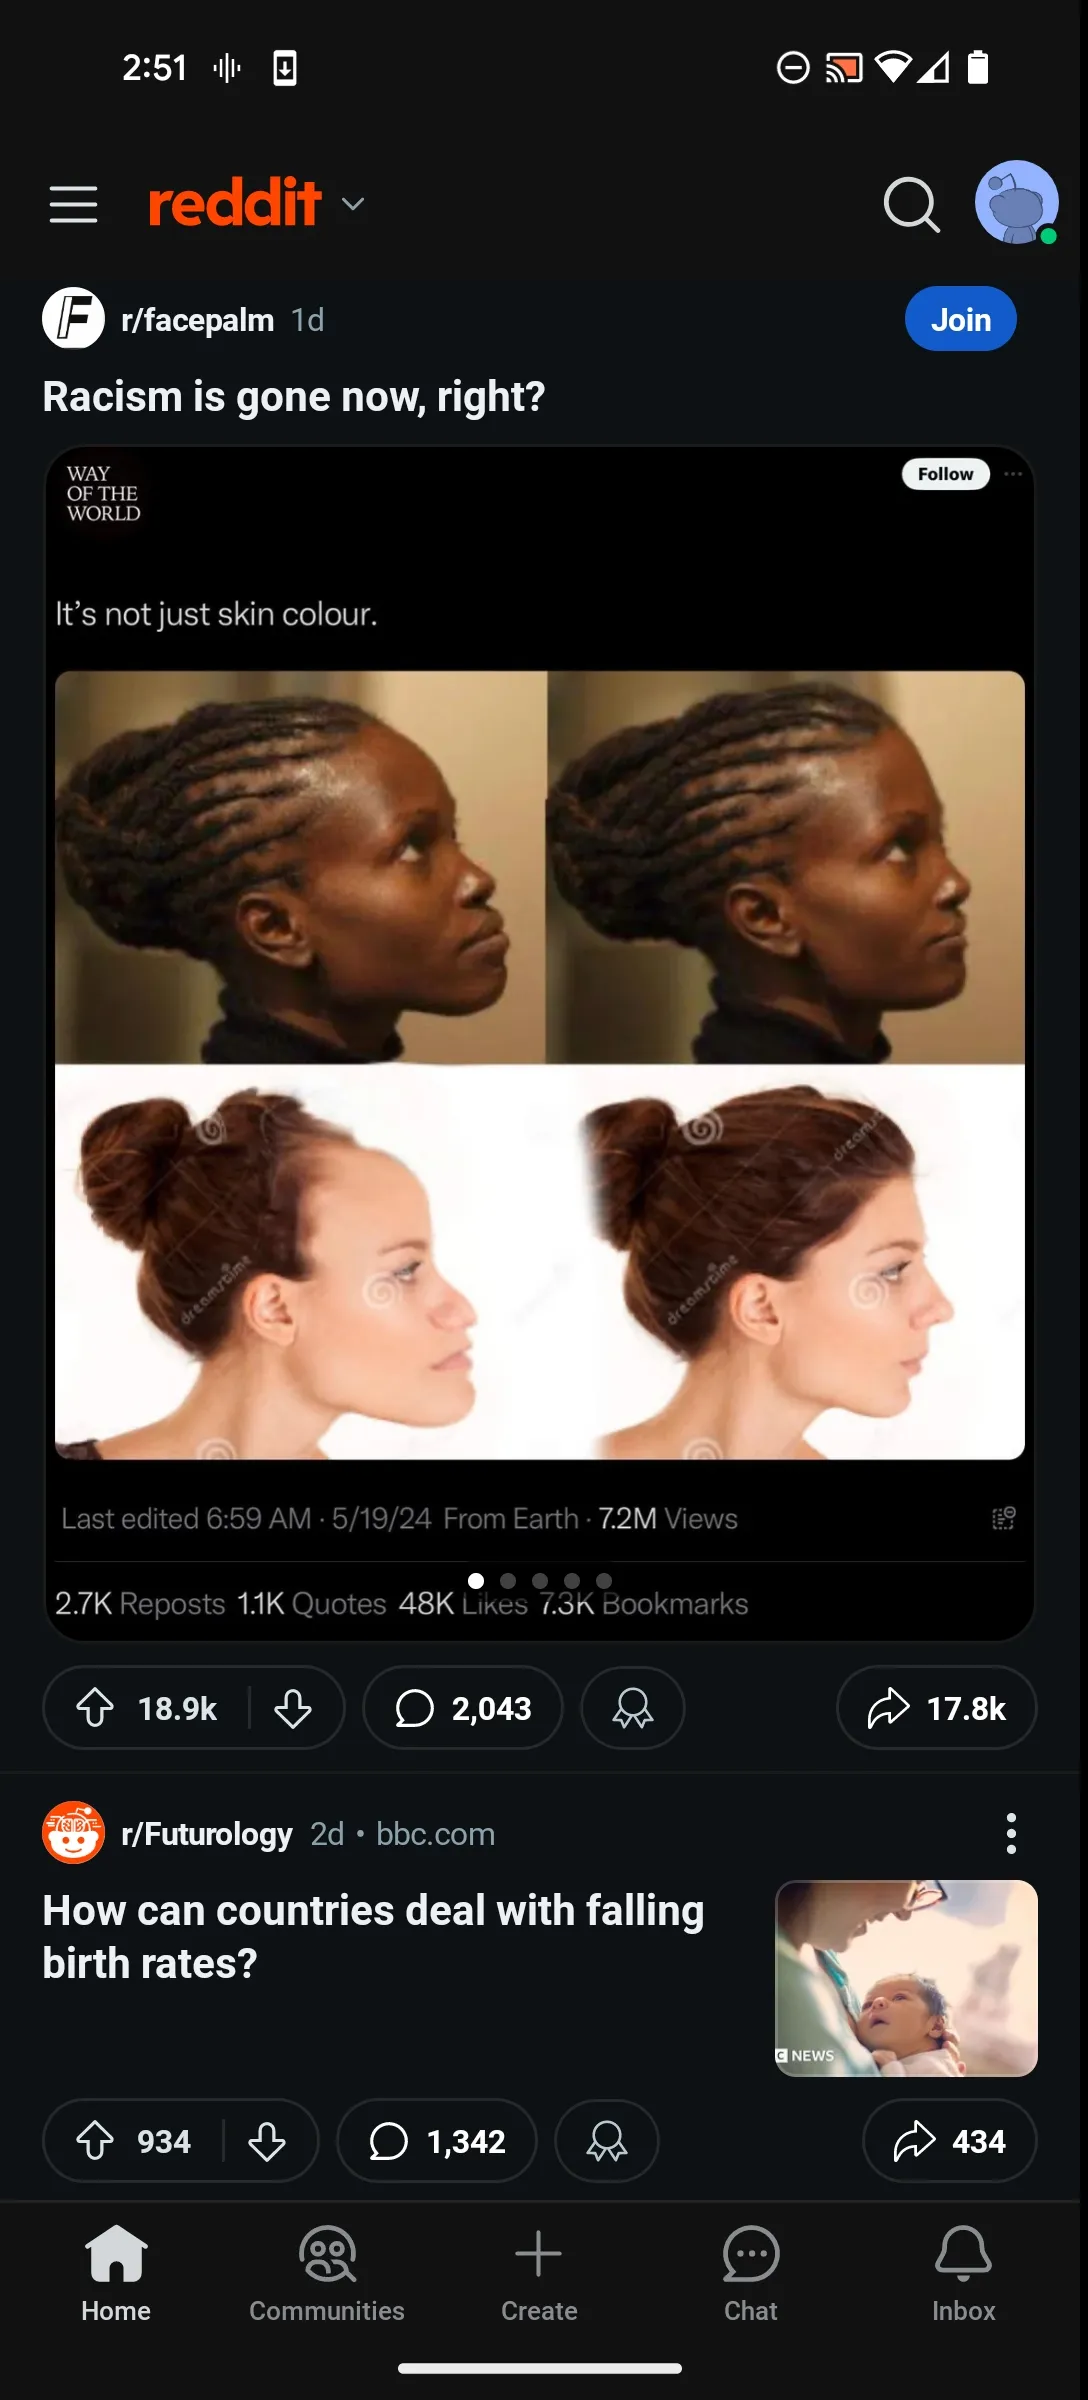 2:51
reddit
r/facepalm 1d
Join
Racism is gone now, right?
WAY
OF THE
WORLD
Follow
It's not just skin colour.
dreamstime
dreamstime
dreamstime
Last edited 6:59 AM · 5/19/24 From Earth · 7.2M Views
2.7K Reposts 1.1K Quotes 48K Likes 7.3K Bookmarks
18.9k
2,043
17.8k
r/Futurology 2d • bbc.com
How can countries deal with falling
birth rates?
C NEWS
934
1,342
434
Home
Communities
Create
Chat
Inbox